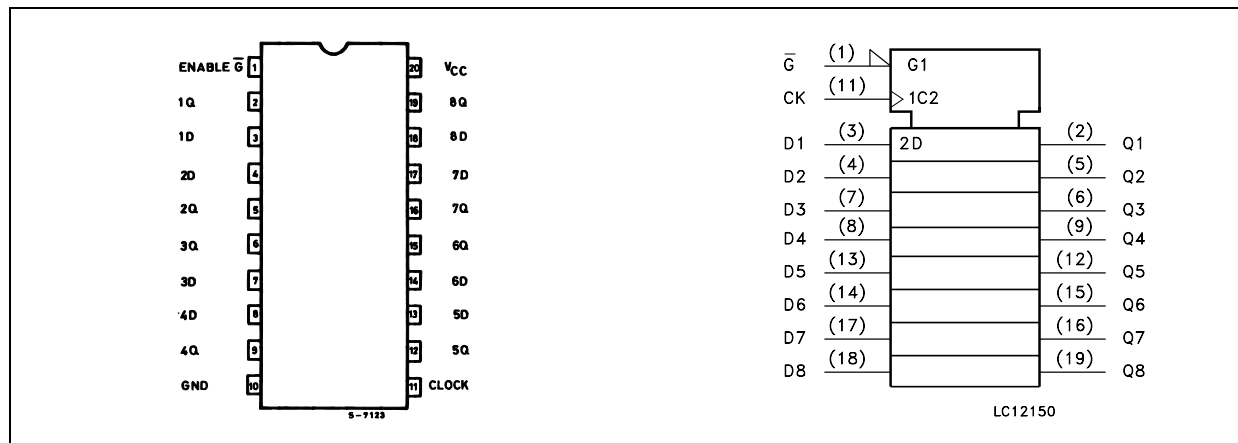 ENABLE G̅ 1 20 VCC
1Q 2 19 8Q
1D 3 18 8D
2D 4 17 7D
2Q 5 16 7Q
3Q 6 15 6Q
3D 7 14 6D
4D 8 13 5D
4Q 9 12 5Q
GND 10 11 CLOCK
S-7123
G̅ (1) G1
CK (11) 1C2
D1 (3) 2D (2) Q1
D2 (4) (5) Q2
D3 (7) (6) Q3
D4 (8) (9) Q4
D5 (13) (12) Q5
D6 (14) (15) Q6
D7 (17) (16) Q7
D8 (18) (19) Q8
LC12150